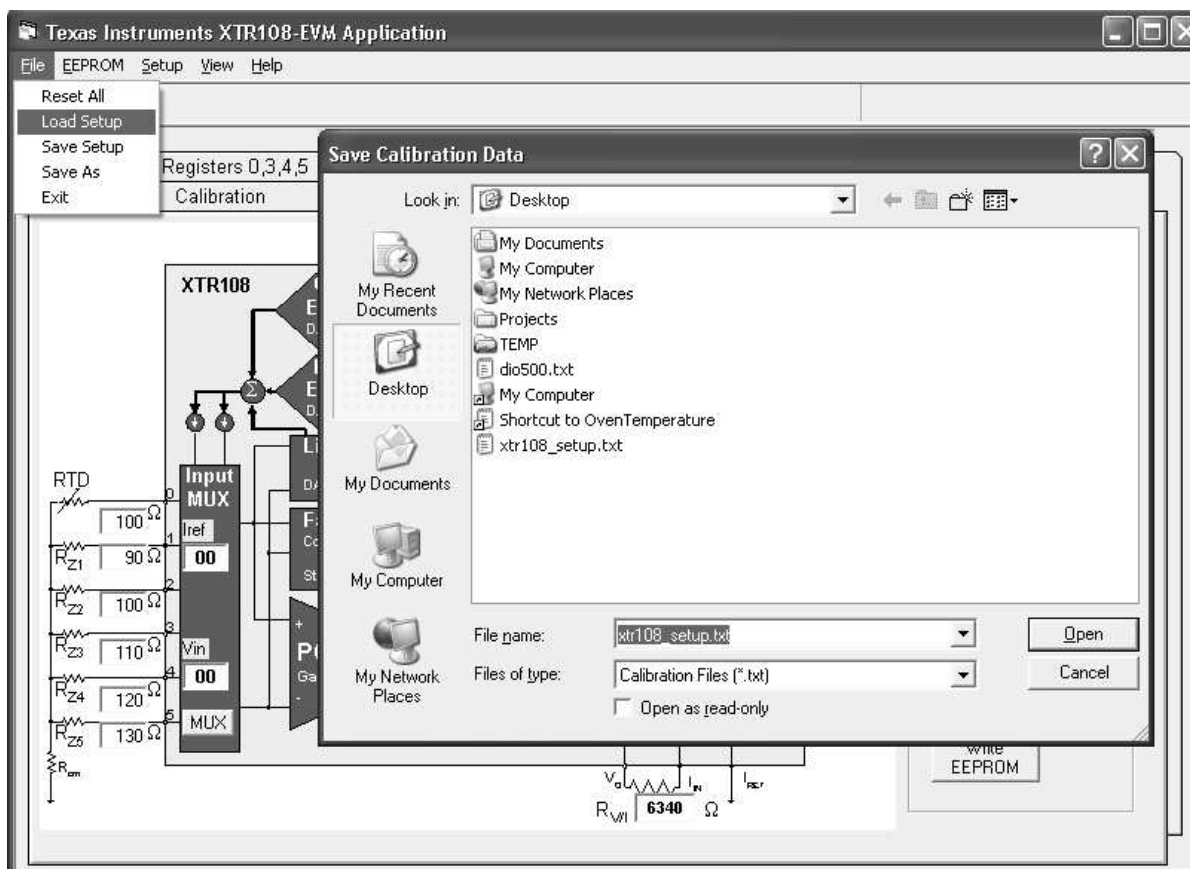 Texas Instruments XTR108-EVM Application
File EEPROM Setup View Help
Reset All
Load Setup
Save Setup
Save As
Exit
Registers 0,3,4,5
Calibration
Save Calibration Data
Look in: Desktop
My Recent Documents
Desktop
My Documents
My Computer
My Network Places
My Documents
My Computer
My Network Places
Projects
TEMP
dio500.txt
My Computer
Shortcut to OvenTemperature
xtr108_setup.txt
File name: xtr108_setup.txt Open
Files of type: Calibration Files (*.txt) Cancel
Open as read-only
XTR108
Σ
Input
MUX
Iref
00
Vin
00
MUX
RTD
0
100 Ω
1
RZ1 90 Ω
2
RZ2 100 Ω
3
RZ3 110 Ω
4
RZ4 120 Ω
5
RZ5 130 Ω
Rcm
+
-
IIN
IRET
RV/I 6340 Ω
write
EEPROM